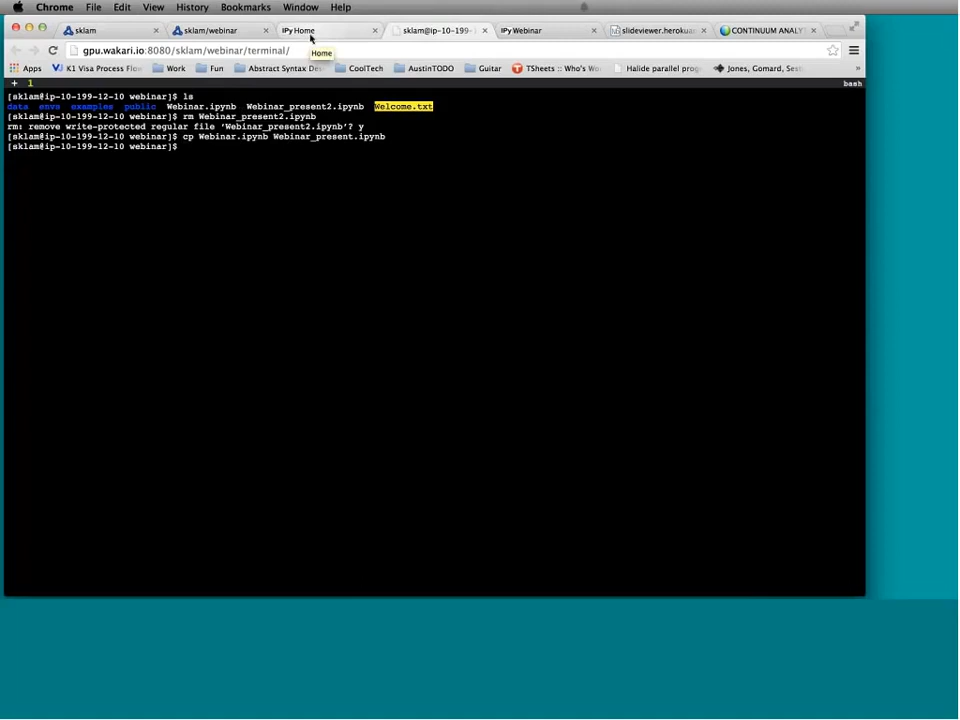 Chrome File Edit View History Bookmarks Window Help
sklam sklam/webinar IPy Home sklam@ip-10-199- IPy Webinar slideviewer.herokua CONTINUUM ANALY
gpu.wakari.io:8080/sklam/webinar/terminal/
Home
Apps K1 Visa Process Flow Work Fun Abstract Syntax De CoolTech AustinTODO Guitar TSheets :: Who's Wo Halide parallel prog Jones, Gomard, Ses »
+ 1 bash
[sklam@ip-10-199-12-10 webinar]$ ls
data envs examples public Webinar.ipynb Webinar_present2.ipynb Welcome.txt
[sklam@ip-10-199-12-10 webinar]$ rm Webinar_present2.ipynb
rm: remove write-protected regular file ‘Webinar_present2.ipynb’? y
[sklam@ip-10-199-12-10 webinar]$ cp Webinar.ipynb Webinar_present.ipynb
[sklam@ip-10-199-12-10 webinar]$